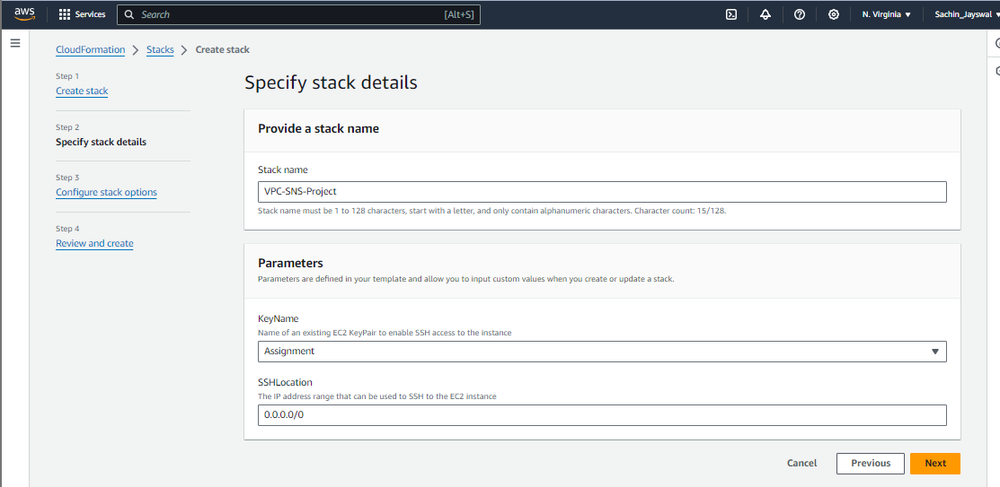 aws
Services
Search
[Alt+S]
N. Virginia
Sachin_Jayswal
CloudFormation
Stacks
Create stack
Step 1
Create stack
Step 2
Specify stack details
Step 3
Configure stack options
Step 4
Review and create
Specify stack details
Provide a stack name
Stack name
VPC-SNS-Project
Stack name must be 1 to 128 characters, start with a letter, and only contain alphanumeric characters. Character count: 15/128.
Parameters
Parameters are defined in your template and allow you to input custom values when you create or update a stack.
KeyName
Name of an existing EC2 KeyPair to enable SSH access to the instance
Assignment
SSHLocation
The IP address range that can be used to SSH to the EC2 instance
0.0.0.0/0
Cancel
Previous
Next